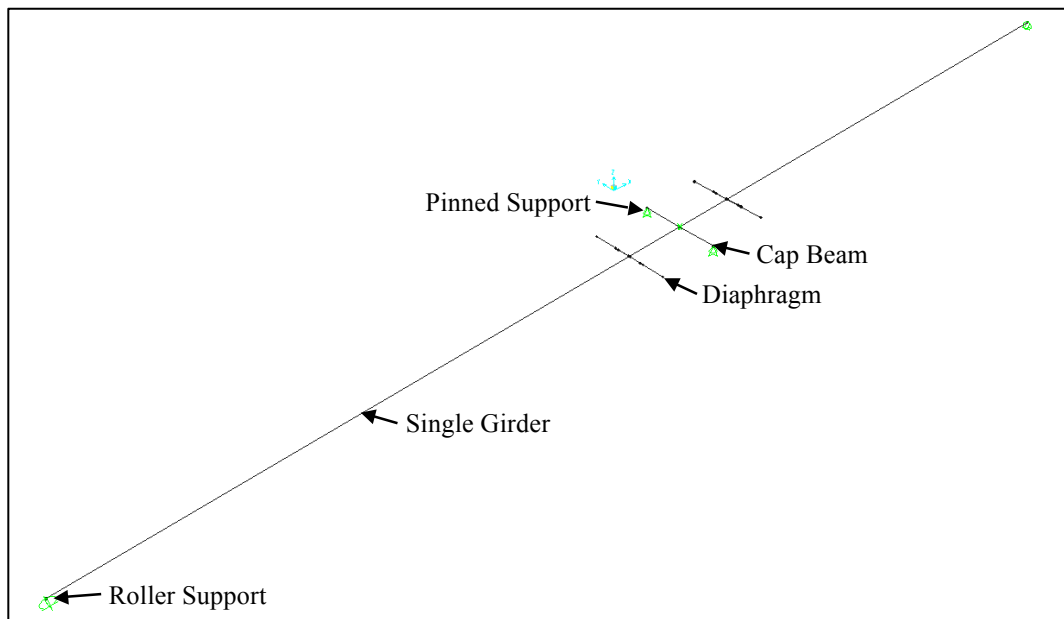 Pinned Support
Cap Beam
Diaphragm
Single Girder
Roller Support